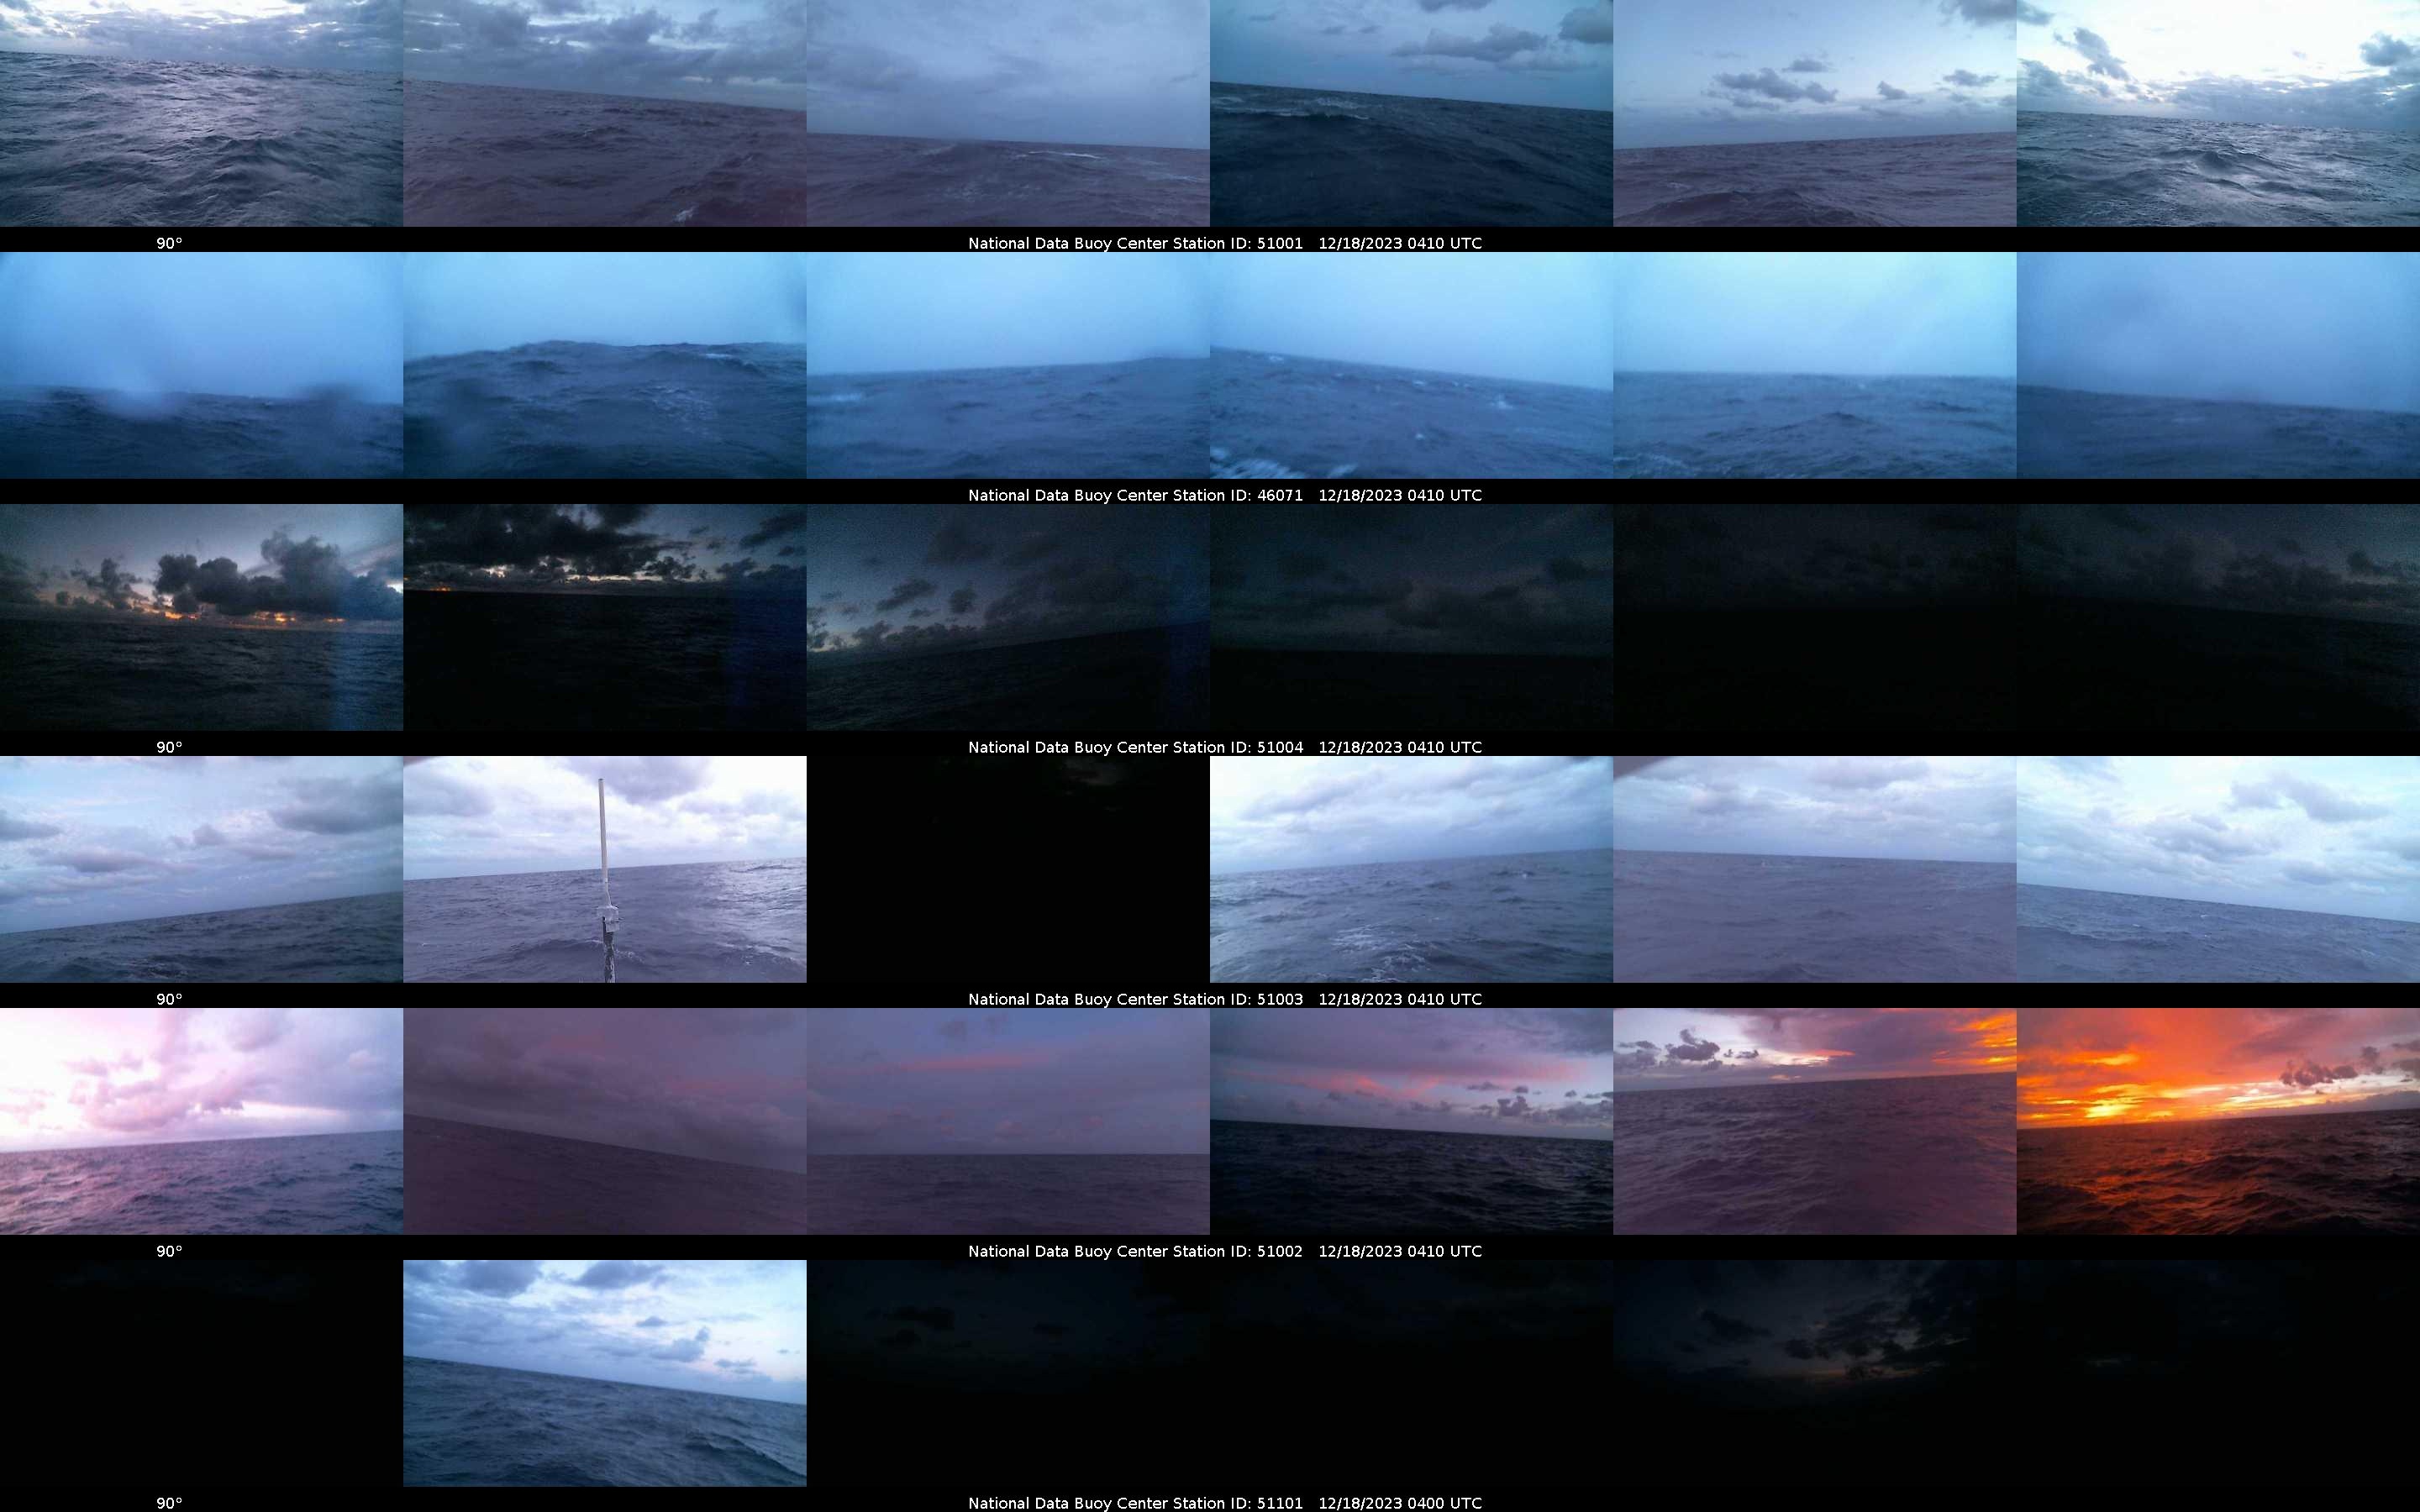 90° National Data Buoy Center Station ID: 51001 12/18/2023 0410 UTC
National Data Buoy Center Station ID: 46071 12/18/2023 0410 UTC
90° National Data Buoy Center Station ID: 51004 12/18/2023 0410 UTC
90° National Data Buoy Center Station ID: 51003 12/18/2023 0410 UTC
90° National Data Buoy Center Station ID: 51002 12/18/2023 0410 UTC
90° National Data Buoy Center Station ID: 51101 12/18/2023 0400 UTC